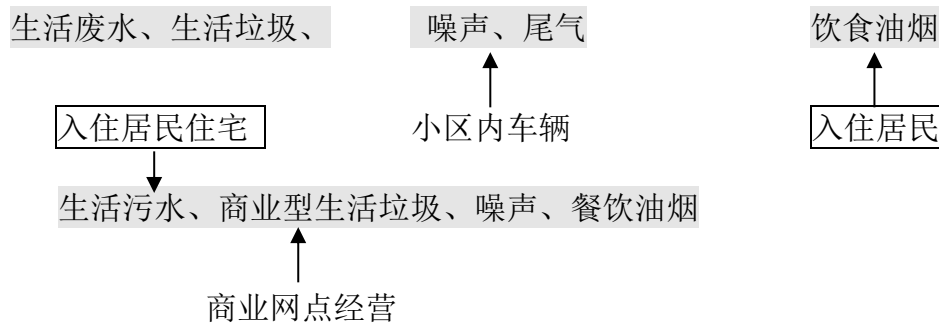 生活废水、生活垃圾、 噪声、尾气 饮食油烟
入住居民住宅 小区内车辆 入住居民
生活污水、商业型生活垃圾、噪声、餐饮油烟
商业网点经营